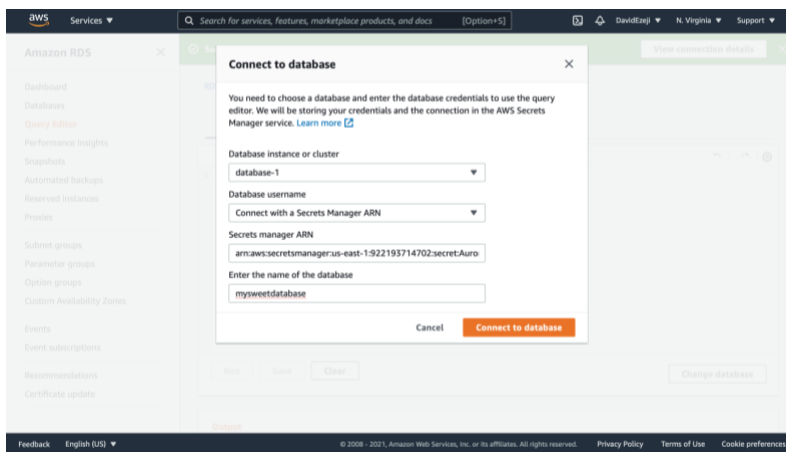 aws Services ▼ Search for services, features, marketplace products, and docs [Option+S] DavidEzeji ▼ N. Virginia ▼ Support ▼
Amazon RDS
View connection details
Dashboard
Databases
Query Editor
Performance Insights
Snapshots
Automated backups
Reserved instances
Proxies
Subnet groups
Parameter groups
Option groups
Custom Availability Zones
Events
Event subscriptions
Recommendations
Certificate update
Connect to database
You need to choose a database and enter the database credentials to use the query
editor. We will be storing your credentials and the connection in the AWS Secrets
Manager service. Learn more
Database instance or cluster
database-1
Database username
Connect with a Secrets Manager ARN
Secrets manager ARN
arn:aws:secretsmanager:us-east-1:922193714702:secret:Auro
Enter the name of the database
mysweetdatabase
Cancel Connect to database
Run Save Clear Change database
Output
Feedback English (US) ▼ © 2008 - 2021, Amazon Web Services, Inc. or its affiliates. All rights reserved. Privacy Policy Terms of Use Cookie preferences